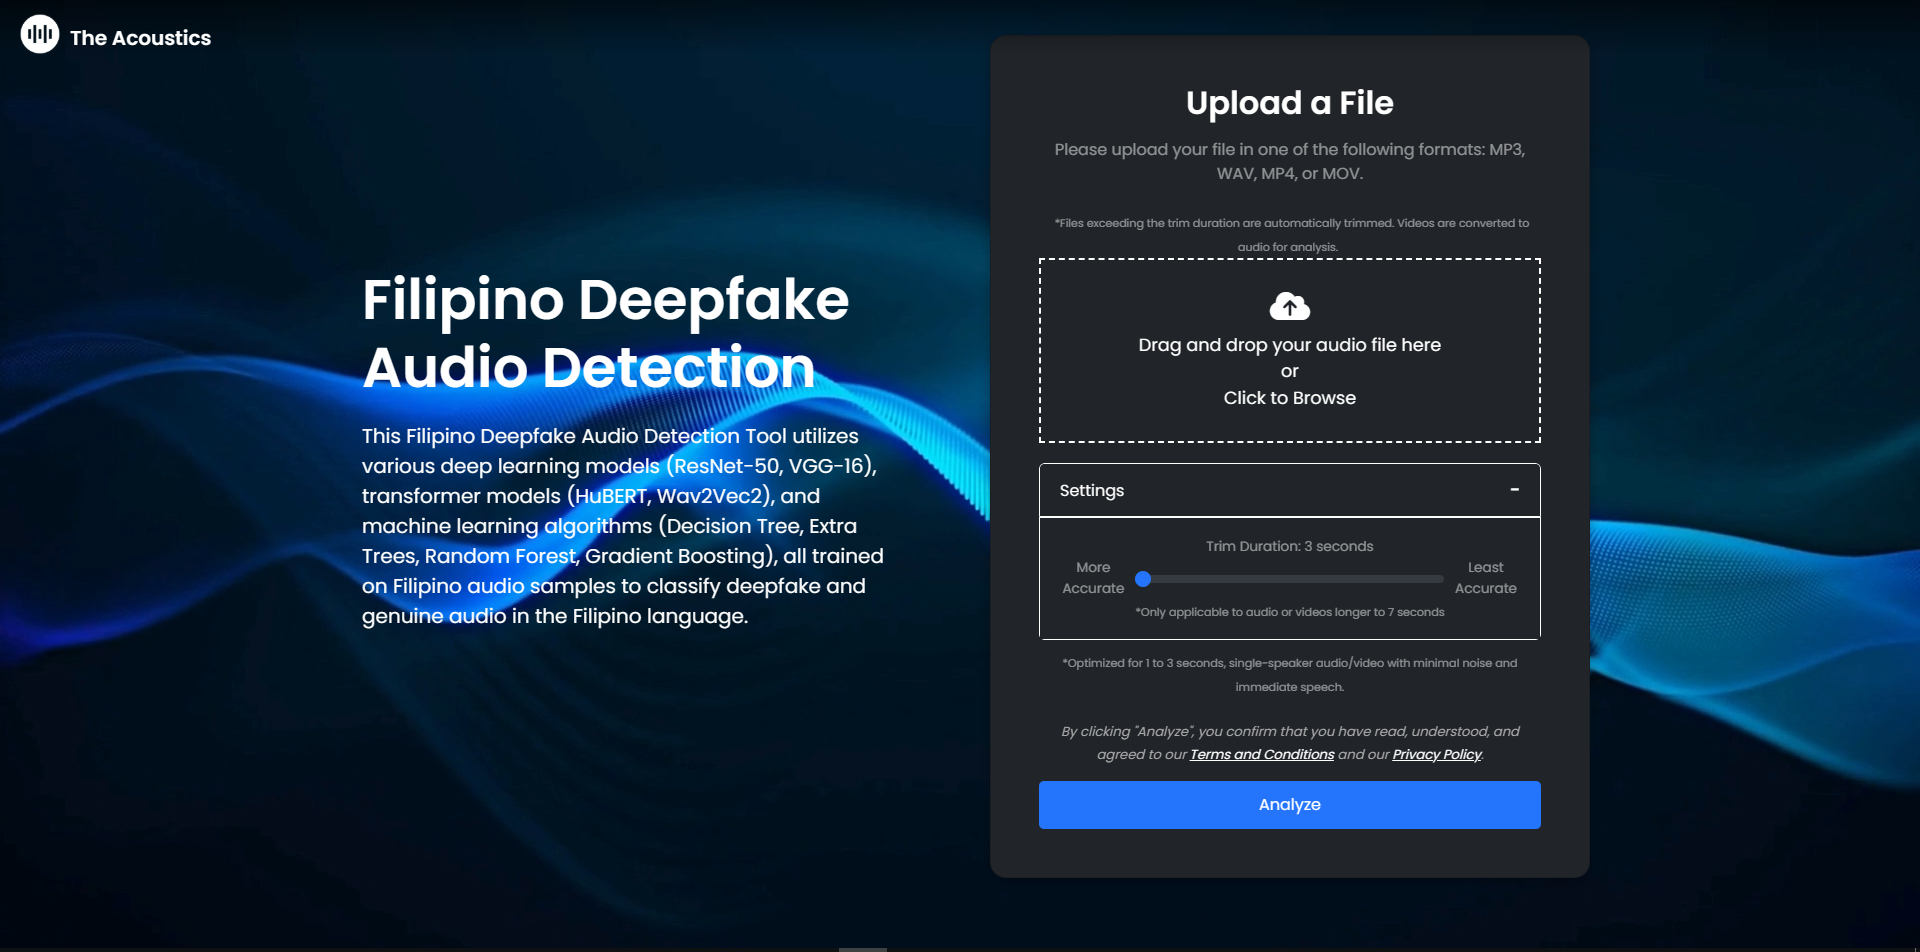 The Acoustics
Filipino Deepfake
Audio Detection
This Filipino Deepfake Audio Detection Tool utilizes
various deep learning models (ResNet-50, VGG-16),
transformer models (HuBERT, Wav2Vec2), and
machine learning algorithms (Decision Tree, Extra
Trees, Random Forest, Gradient Boosting), all trained
on Filipino audio samples to classify deepfake and
genuine audio in the Filipino language.
Upload a File
Please upload your file in one of the following formats: MP3,
WAV, MP4, or MOV.
*Files exceeding the trim duration are automatically trimmed. Videos are converted to
audio for analysis.
Drag and drop your audio file here
or
Click to Browse
Settings
Trim Duration: 3 seconds
More
Accurate
Least
Accurate
*Only applicable to audio or videos longer to 7 seconds
*Optimized for 1 to 3 seconds, single-speaker audio/video with minimal noise and
immediate speech.
By clicking "Analyze", you confirm that you have read, understood, and
agreed to our Terms and Conditions and our Privacy Policy.
Analyze